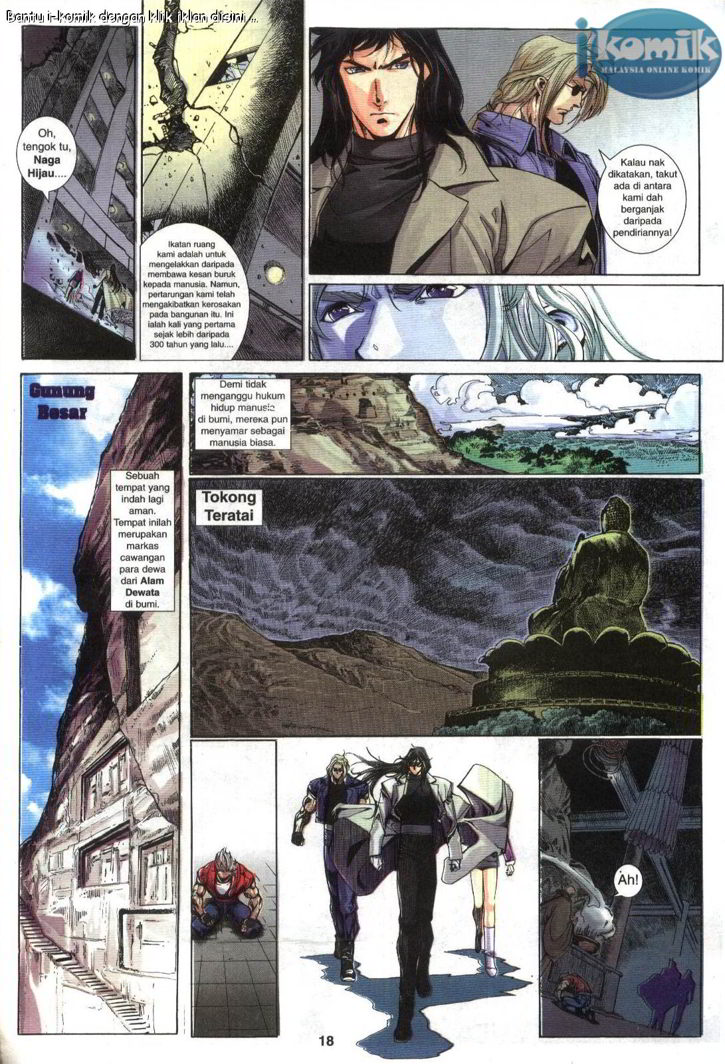 Bantu i-komik dengan klik iklan disini ...
ikomik
MALAYSIA ONLINE KOMIK
Oh,
tengok tu,
Naga
Hijau....
Ikatan ruang
kami adalah untuk
mengelakkan daripada
membawa kesan buruk
kepada manusia. Namun,
pertarungan kami telah
mengakibatkan kerosakan
pada bangunan itu. Ini
ialah kali yang pertama
sejak lebih daripada
300 tahun yang lalu....
Kalau nak
dikatakan, takut
ada di antara
kami dah
berganjak
daripada
pendiriannya!
Gunung
Besar
Sebuah
tempat yang
indah lagi
aman.
Tempat inilah
merupakan
markas
cawangan
para dewa
dari Alam
Dewata
di bumi.
Demi tidak
menganggu hukum
hidup manusia
di bumi, mereka pun
menyamar sebagai
manusia biasa.
Tokong
Teratai
Ah!
18